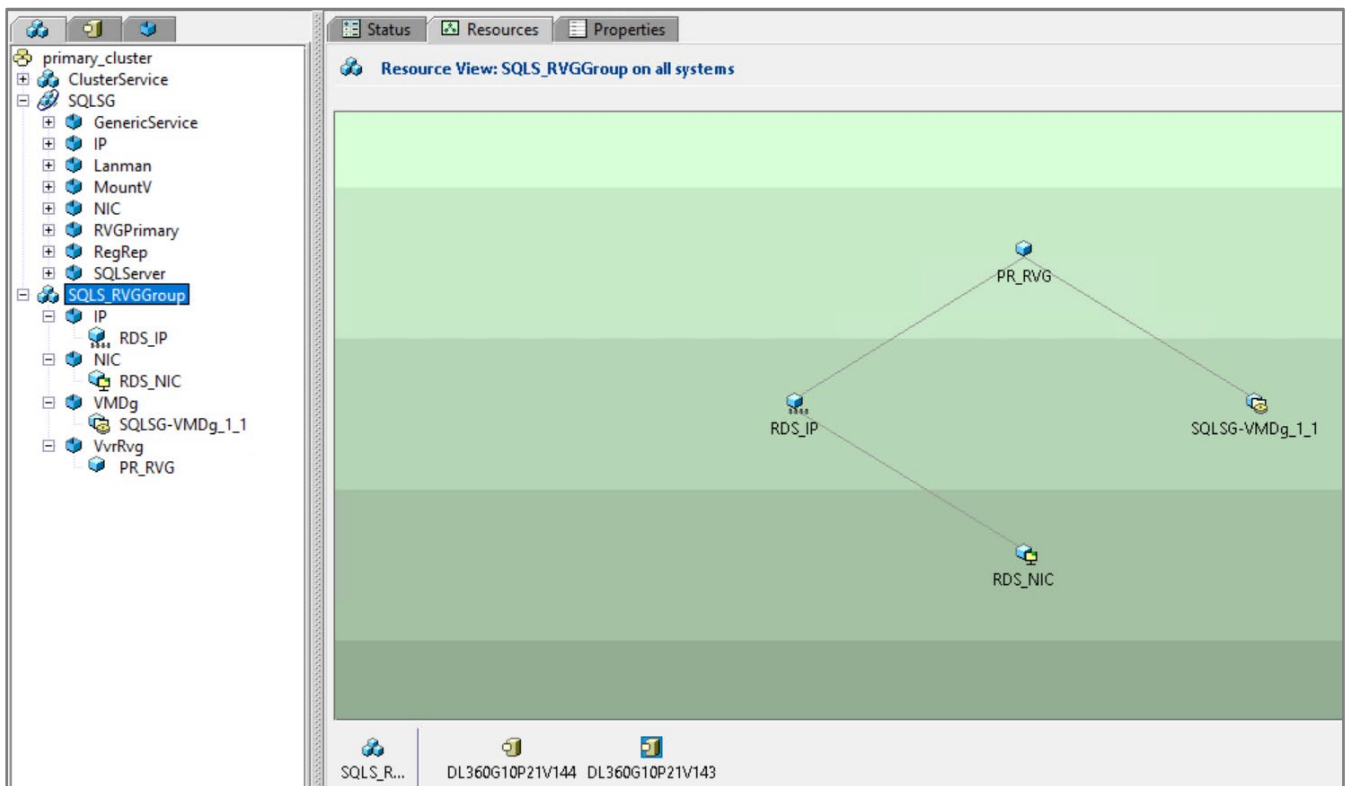 primary_cluster
ClusterService
SQLSG
GenericService
IP
Lanman
MountV
NIC
RVGPrimary
RegRep
SQLServer
SQLS_RVGGroup
IP
RDS_IP
NIC
RDS_NIC
VMDg
SQLSG-VMDg_1_1
VvrRvg
PR_RVG
Status Resources Properties
Resource View: SQLS_RVGGroup on all systems
PR_RVG
RDS_IP SQLSG-VMDg_1_1
RDS_NIC
SQLS_R... DL360G10P21V144 DL360G10P21V143